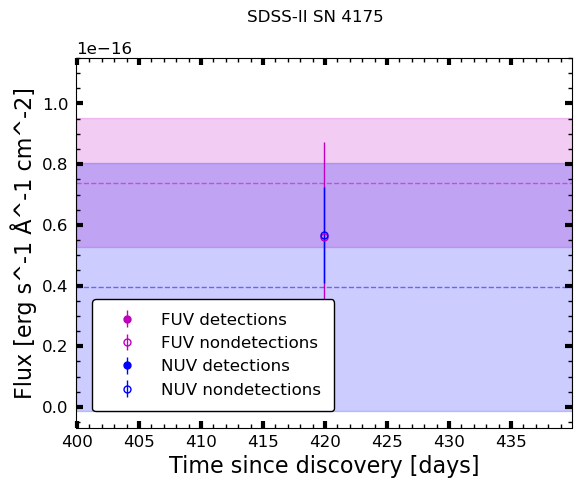 SDSS-II SN 4175
1e−16
1.0
0.8
0.6
0.4
0.2
0.0
Flux [erg s^-1 Å^-1 cm^-2]
FUV detections
FUV nondetections
NUV detections
NUV nondetections
400 405 410 415 420 425 430 435
Time since discovery [days]